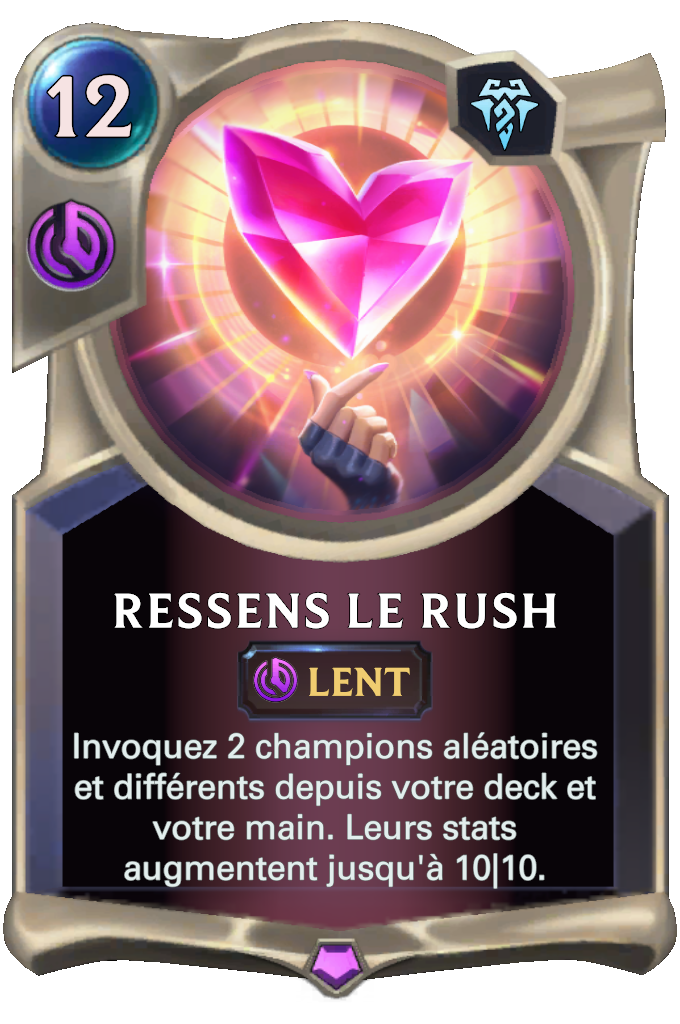 12
RESSENS LE RUSH
LENT
Invoquez 2 champions aléatoires
et différents depuis votre deck et
votre main. Leurs stats
augmentent jusqu'à 10|10.